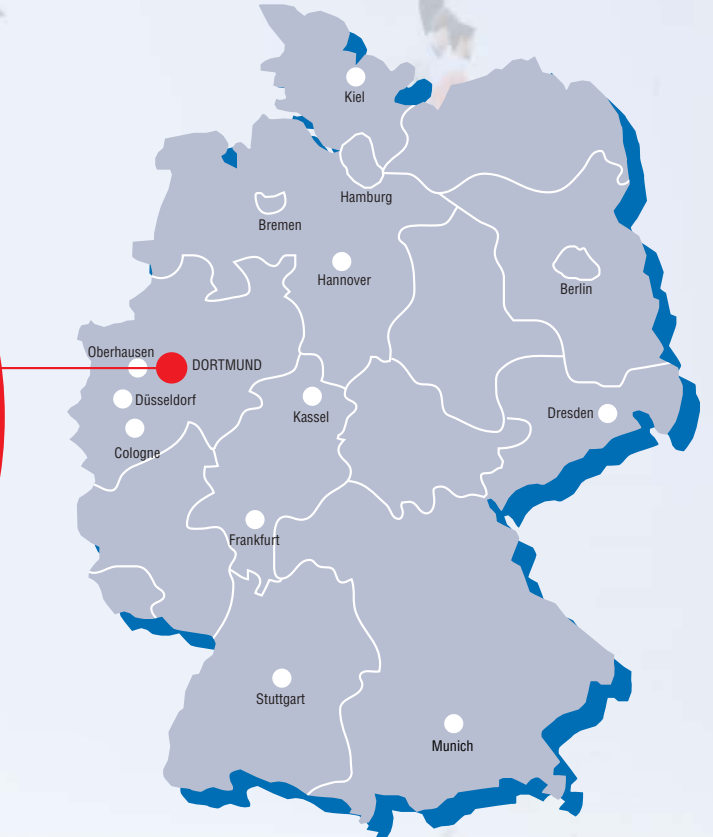 Kiel
Hamburg
Bremen
Hannover
Berlin
Oberhausen
DORTMUND
Düsseldorf
Kassel
Dresden
Cologne
Frankfurt
Stuttgart
Munich